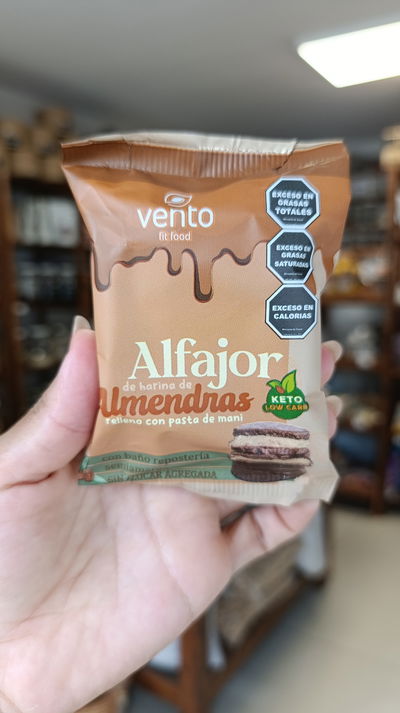 vento
fit food
EXCESO EN
GRASAS
TOTALES
EXCESO EN
GRASAS
SATURADAS
EXCESO EN
CALORIAS
Alfajor
de harina de
Almendras
relleno con pasta de maní
KETO
LOW CARB
con baño repostería
SIN AZÚCAR AGREGADA